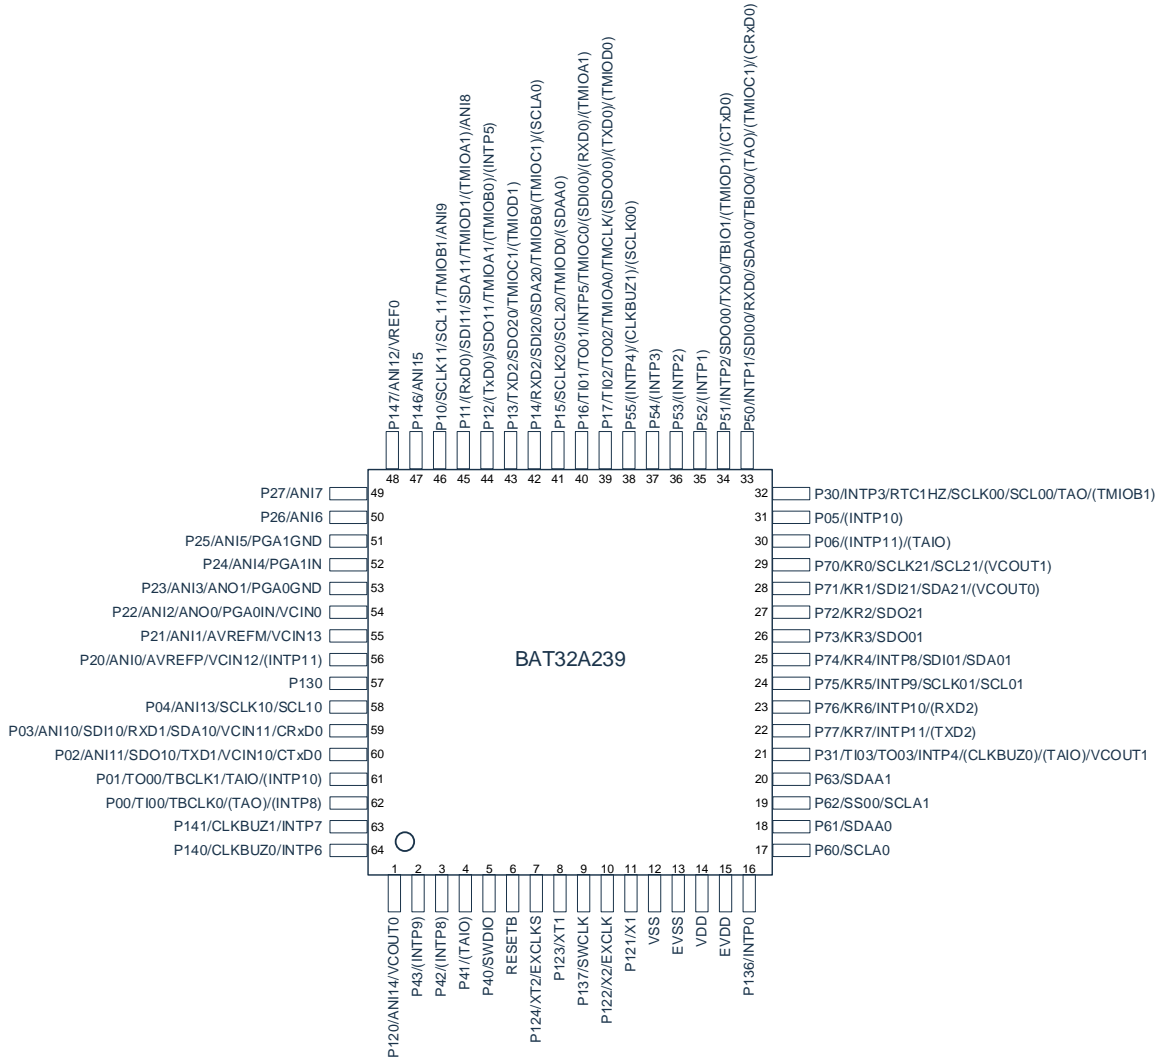 P147/ANI12/VREF0
P146/ANI15
P10/SCLK11/SCL11/TMIOB1/ANI9
P11/(RxD0)/SDI11/SDA11/TMIOD1/(TMIOA1)/ANI8
P12/(TxD0)/SDO11/TMIOA1/(TMIOB0)/(INTP5)
P13/TXD2/SDO20/TMIOC1/(TMIOD1)
P14/RXD2/SDI20/SDA20/TMIOB0/(TMIOC1)/(SCLA0)
P15/SCLK20/SCL20/TMIOD0/(SDAA0)
P16/TI01/TO01/INTP5/TMIOC0/(SDI00)/(RXD0)/(TMIOA1)
P17/TI02/TO02/TMIOA0/TMCLK/(SDO00)/(TXD0)/(TMIOD0)
P55/(INTP4)/(CLKBUZ1)/(SCLK00)
P54/(INTP3)
P53/(INTP2)
P52/(INTP1)
P51/INTP2/SDO00/TXD0/TBIO1/(TMIOD1)/(CTxD0)
P50/INTP1/SDI00/RXD0/SDA00/TBIO0/(TAO)/(TMIOC1)/(CRxD0)
48 47 46 45 44 43 42 41 40 39 38 37 36 35 34 33
P27/ANI7 49
P26/ANI6 50
P25/ANI5/PGA1GND 51
P24/ANI4/PGA1IN 52
P23/ANI3/ANO1/PGA0GND 53
P22/ANI2/ANO0/PGA0IN/VCIN0 54
P21/ANI1/AVREFM/VCIN13 55
P20/ANI0/AVREFP/VCIN12/(INTP11) 56
P130 57
P04/ANI13/SCLK10/SCL10 58
P03/ANI10/SDI10/RXD1/SDA10/VCIN11/CRxD0 59
P02/ANI11/SDO10/TXD1/VCIN10/CTxD0 60
P01/TO00/TBCLK1/TAIO/(INTP10) 61
P00/TI00/TBCLK0/(TAO)/(INTP8) 62
P141/CLKBUZ1/INTP7 63
P140/CLKBUZ0/INTP6 64
BAT32A239
32 P30/INTP3/RTC1HZ/SCLK00/SCL00/TAO/(TMIOB1)
31 P05/(INTP10)
30 P06/(INTP11)/(TAIO)
29 P70/KR0/SCLK21/SCL21/(VCOUT1)
28 P71/KR1/SDI21/SDA21/(VCOUT0)
27 P72/KR2/SDO21
26 P73/KR3/SDO01
25 P74/KR4/INTP8/SDI01/SDA01
24 P75/KR5/INTP9/SCLK01/SCL01
23 P76/KR6/INTP10/(RXD2)
22 P77/KR7/INTP11/(TXD2)
21 P31/TI03/TO03/INTP4/(CLKBUZ0)/(TAIO)/VCOUT1
20 P63/SDAA1
19 P62/SS00/SCLA1
18 P61/SDAA0
17 P60/SCLA0
1 2 3 4 5 6 7 8 9 10 11 12 13 14 15 16
P120/ANI14/VCOUT0
P43/(INTP9)
P42/(INTP8)
P41/(TAIO)
P40/SWDIO
RESETB
P124/XT2/EXCLKS
P123/XT1
P137/SWCLK
P122/X2/EXCLK
P121/X1
VSS
EVSS
VDD
EVDD
P136/INTP0